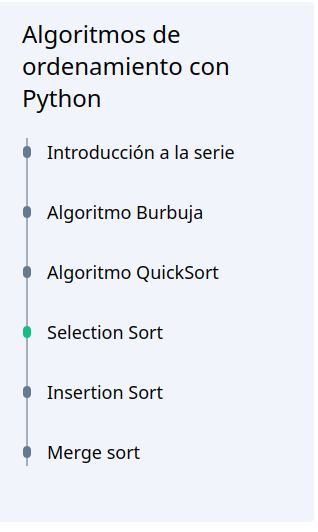 Algoritmos de
ordenamiento con
Python
Introducción a la serie
Algoritmo Burbuja
Algoritmo QuickSort
Selection Sort
Insertion Sort
Merge sort